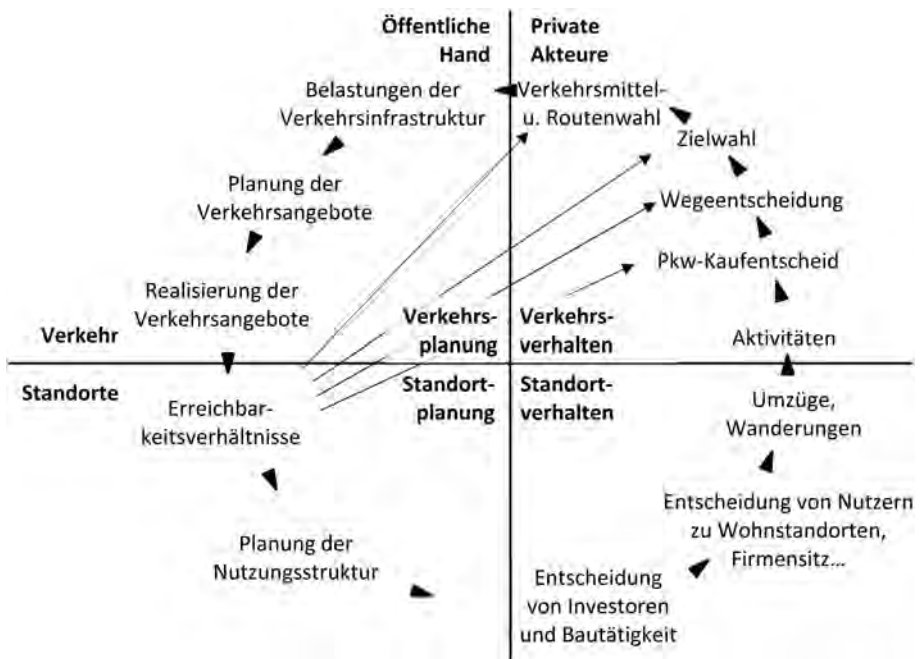 Öffentliche
Hand
Private
Akteure
Belastungen der
Verkehrsinfrastruktur
Verkehrsmittel-
u. Routenwahl
Zielwahl
Planung der
Verkehrsangebote
Wegeentscheidung
Pkw-Kaufentscheid
Realisierung der
Verkehrsangebote
Verkehrs-
planung
Verkehrs-
verhalten
Aktivitäten
Verkehr
Standorte
Standort-
planung
Standort-
verhalten
Erreichbar-
keitsverhältnisse
Umzüge,
Wanderungen
Entscheidung von Nutzern
zu Wohnstandorten,
Firmensitz...
Planung der
Nutzungsstruktur
Entscheidung
von Investoren
und Bautätigkeit